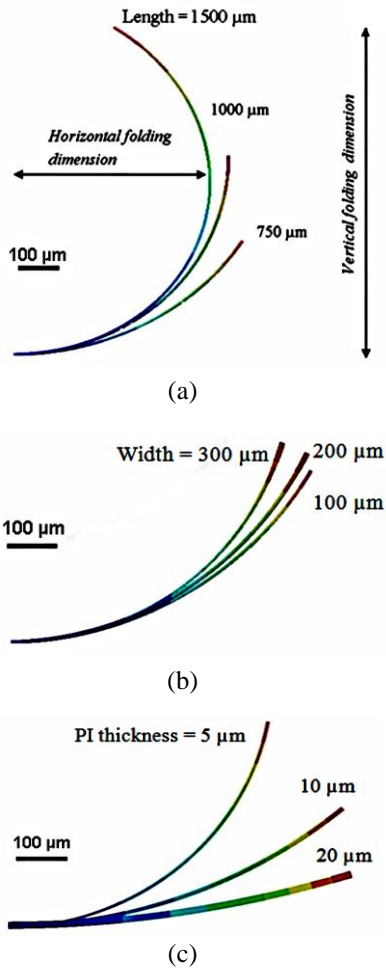 Length = 1500 µm
1000 µm
Horizontal folding
dimension
Vertical folding dimension
750 µm
100 µm
(a)
Width = 300 µm
200 µm
100 µm
100 µm
(b)
PI thickness = 5 µm
10 µm
100 µm
20 µm
(c)